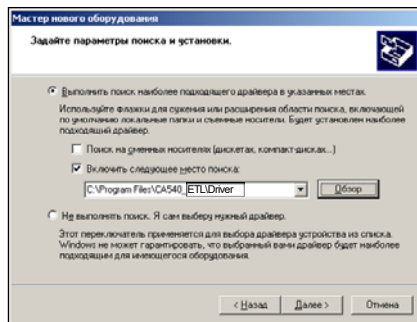 Мастер нового оборудования
Задайте параметры поиска и установки.
Выполнить поиск наиболее подходящего драйвера в указанных местах.
Используйте флажки для сужения или расширения области поиска, включающей
по умолчанию локальные папки и съемные носители. Будет установлен наиболее
подходящий драйвер.
Поиск на сменных носителях (дискетах, компакт-дисках...)
Включить следующее место поиска:
C:\Program Files\CA540_ETL\Driver
Обзор
Не выполнять поиск. Я сам выберу нужный драйвер.
Этот переключатель применяется для выбора драйвера устройства из списка.
Windows не может гарантировать, что выбранный вами драйвер будет наиболее
подходящим для имеющегося оборудования.
< Назад
Далее >
Отмена